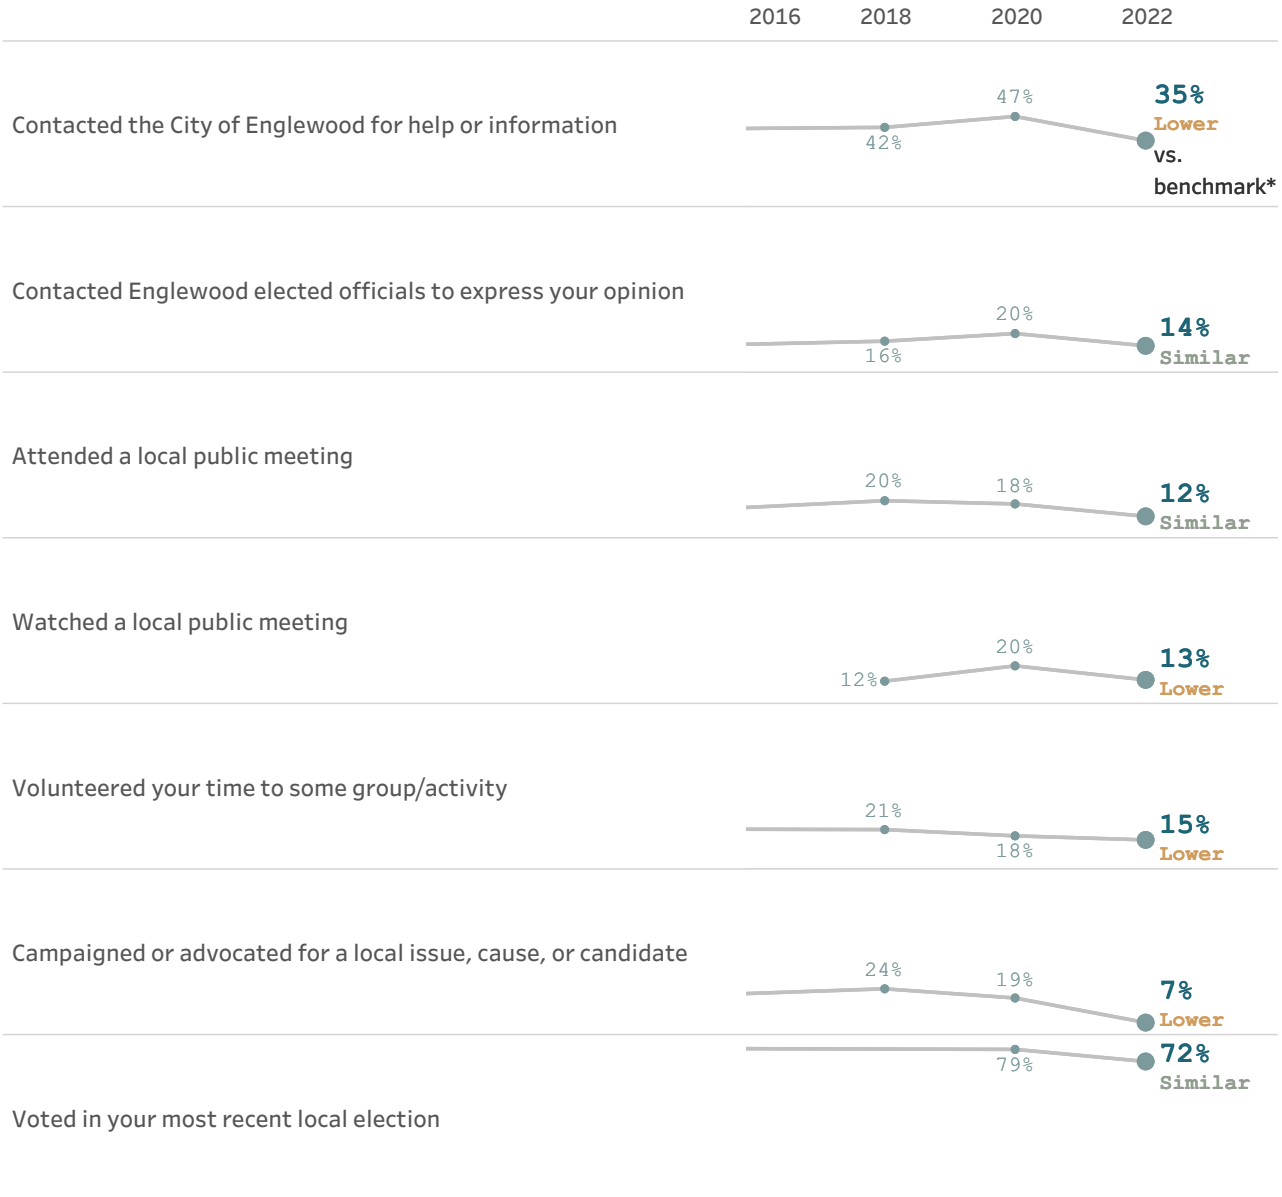 2016 2018 2020 2022
Contacted the City of Englewood for help or information
47%
42%
35%
Lower
vs.
benchmark*
Contacted Englewood elected officials to express your opinion
20%
16%
14%
Similar
Attended a local public meeting
20%
18%
12%
Similar
Watched a local public meeting
12%
20%
13%
Lower
Volunteered your time to some group/activity
21%
18%
15%
Lower
Campaigned or advocated for a local issue, cause, or candidate
24%
19%
7%
Lower
79%
72%
Similar
Voted in your most recent local election